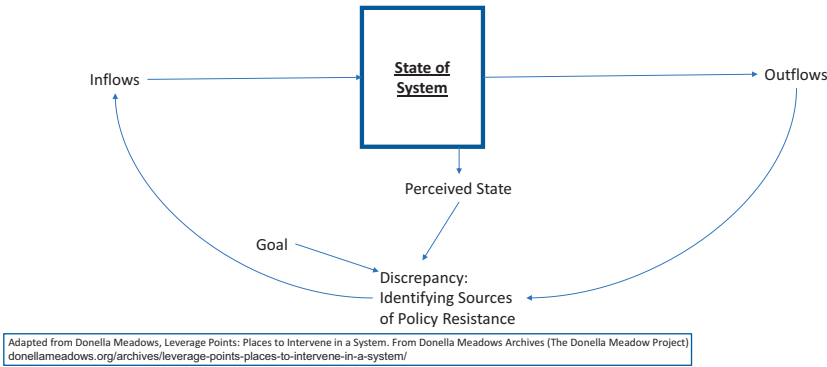 State of
System
Inflows
Outflows
Perceived State
Goal
Discrepancy:
Identifying Sources
of Policy Resistance
Adapted from Donella Meadows, Leverage Points: Places to Intervene in a System. From Donella Meadows Archives (The Donella Meadow Project)
donellameadows.org/archives/leverage-points-places-to-intervene-in-a-system/